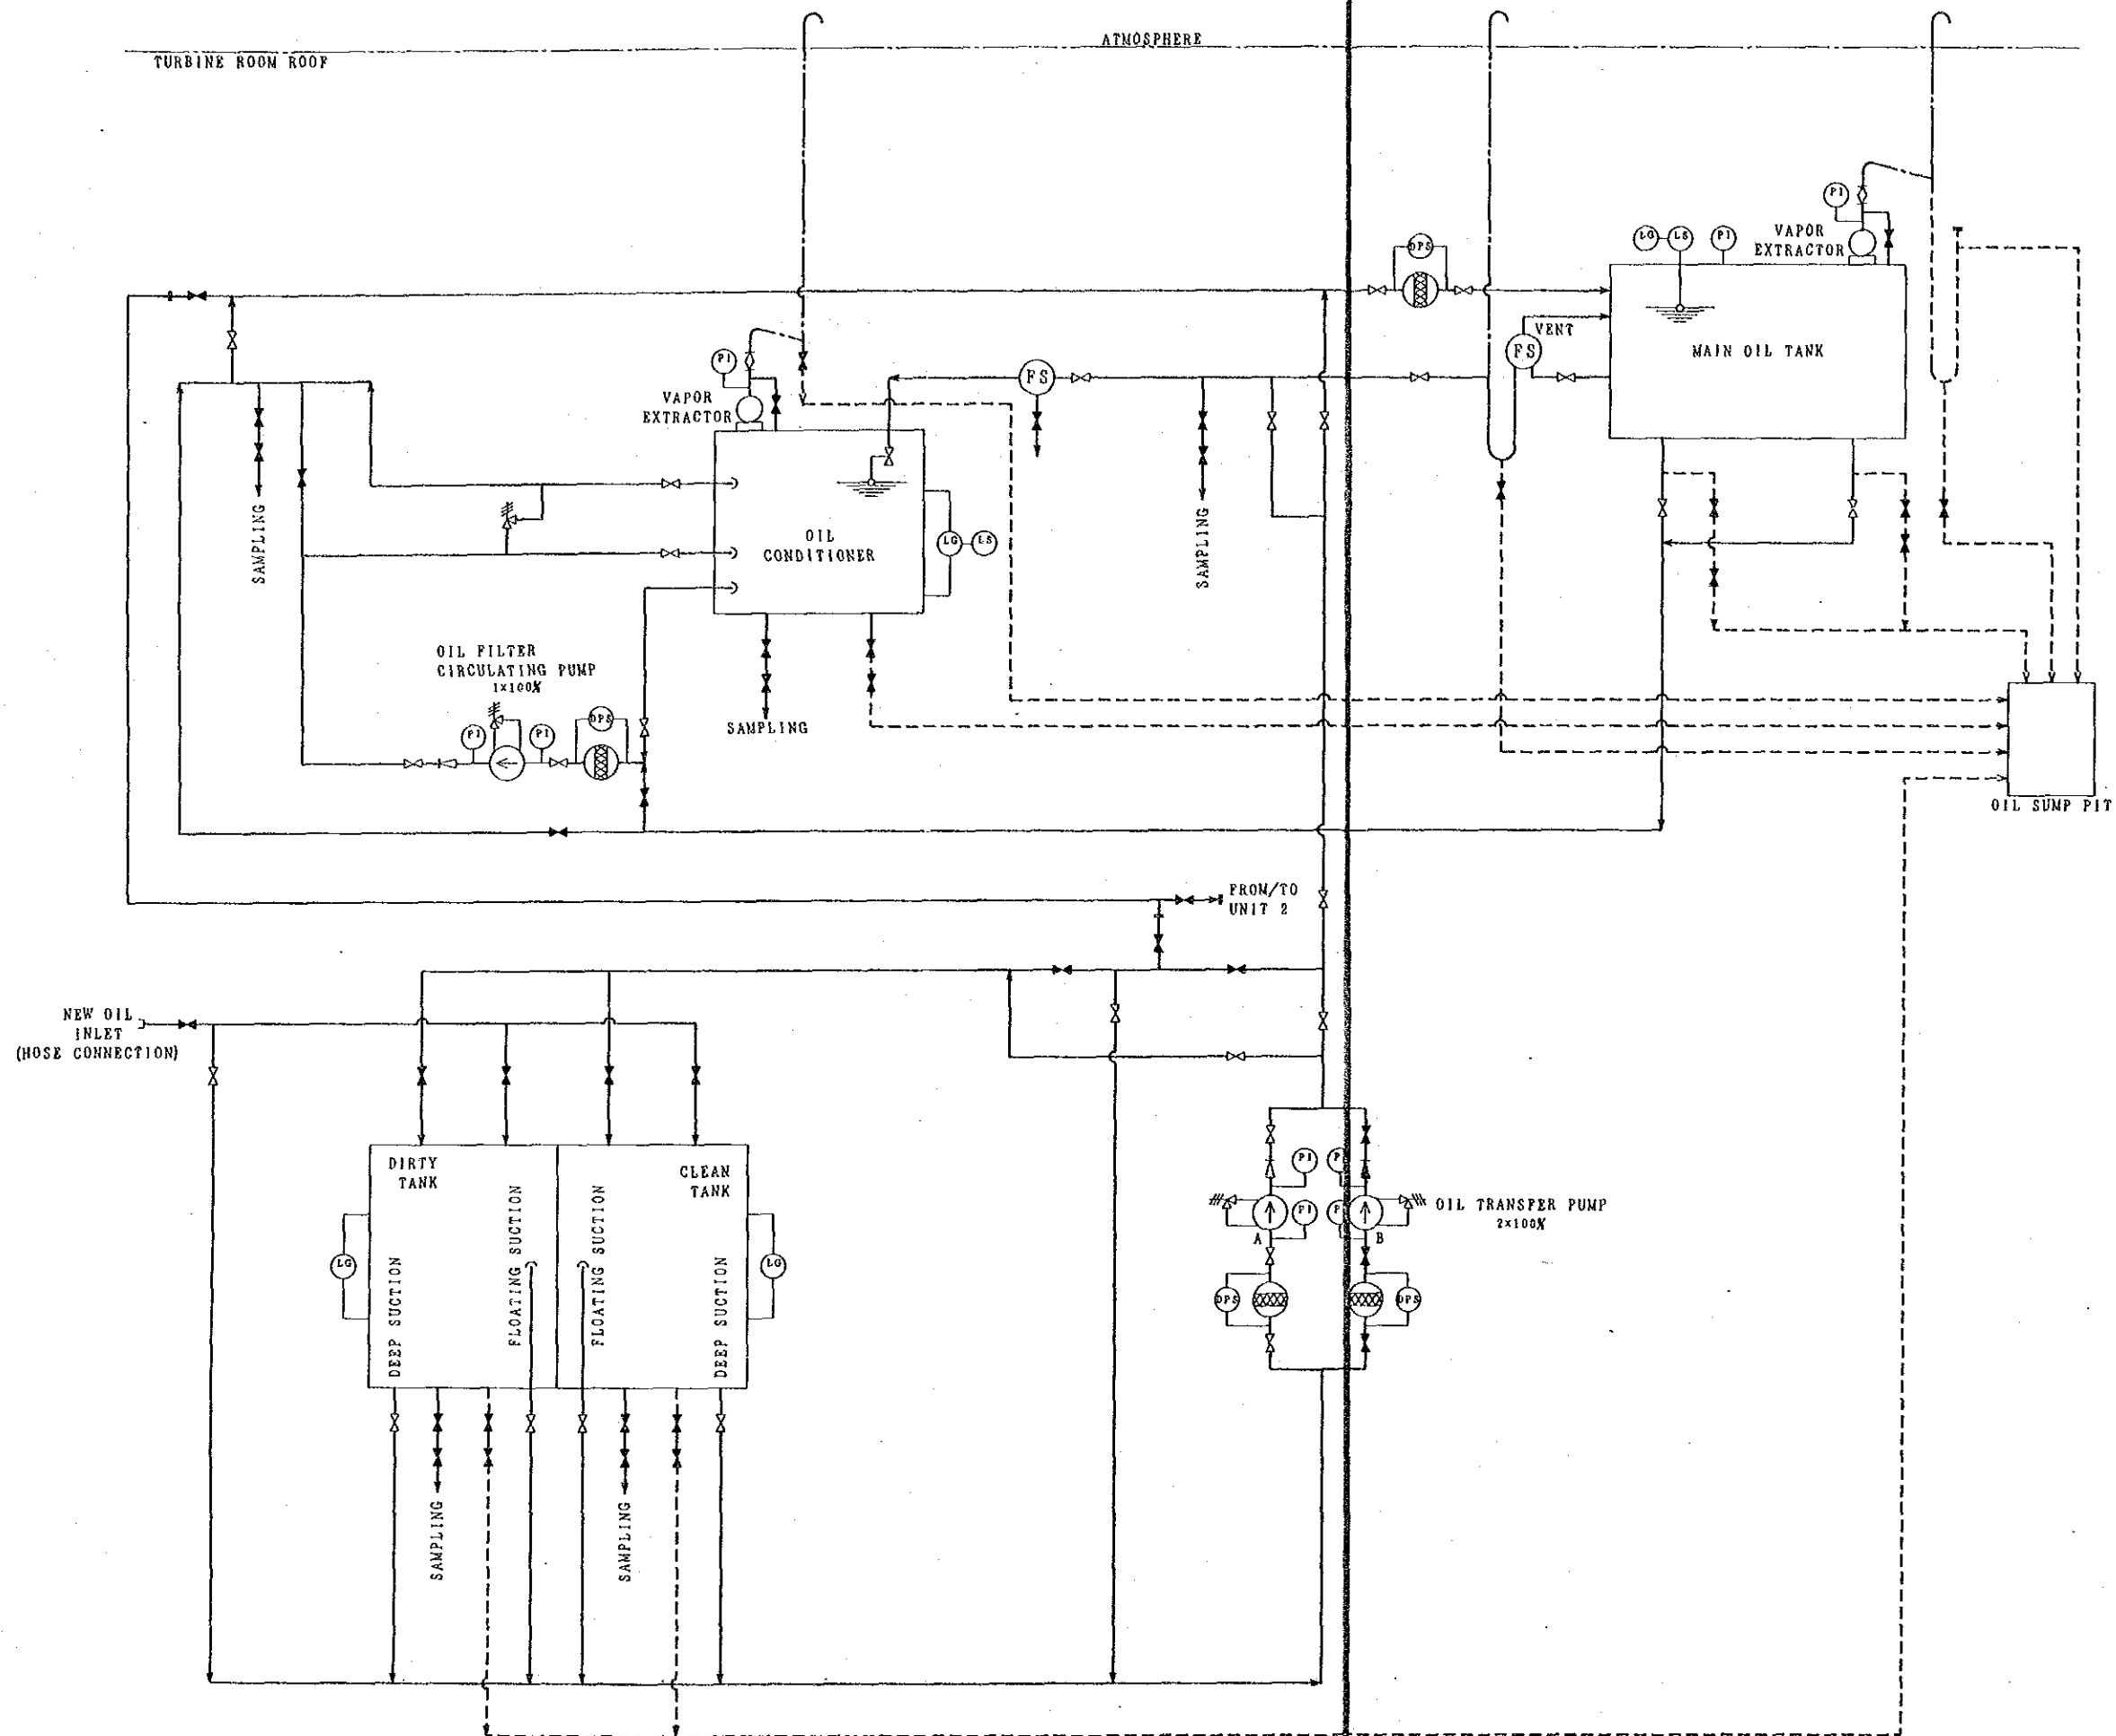 ATMOSPHERE
TURBINE ROOM ROOF
PI
VAPOR
EXTRACTOR
LG
LS
PI
DPS
VENT
FS
MAIN OIL TANK
PI
VAPOR
EXTRACTOR
FS
SAMPLING
OIL
CONDITIONER
LG
LS
SAMPLING
OIL FILTER
CIRCULATING PUMP
1×100%
PI
PI
DPS
SAMPLING
OIL SUMP PIT
FROM/TO
UNIT 2
NEW OIL
INLET
(HOSE CONNECTION)
DIRTY
TANK
CLEAN
TANK
FLOATING SUCTION
FLOATING SUCTION
DEEP SUCTION
DEEP SUCTION
LG
LG
PI
P
PI
P
OIL TRANSFER PUMP
2×100%
A
B
DPS
DPS
SAMPLING
SAMPLING